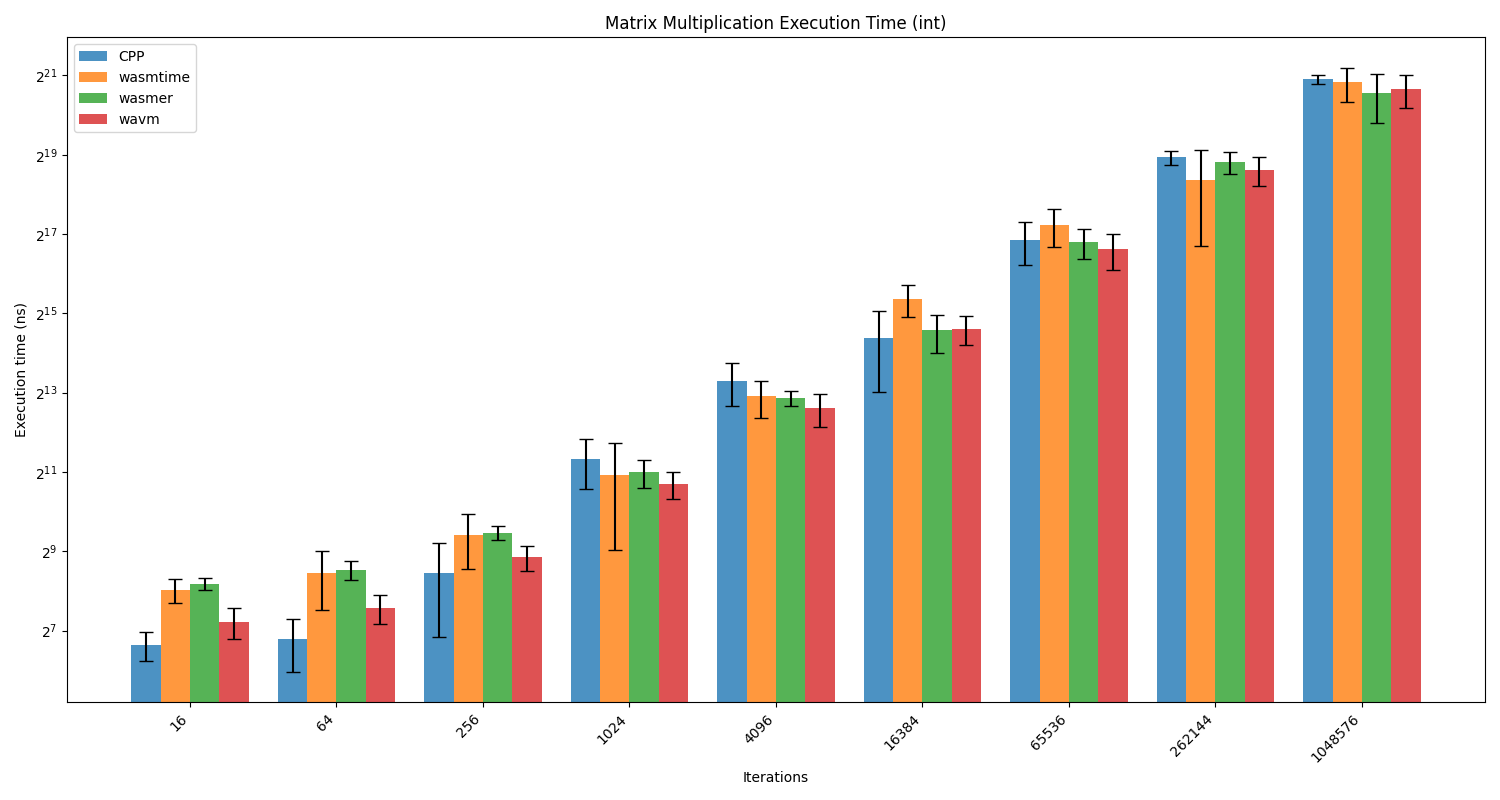 Matrix Multiplication Execution Time (int)
CPP
wasmtime
wasmer
wavm
Execution time (ns)
2^21
2^19
2^17
2^15
2^13
2^11
2^9
2^7
16
64
256
1024
4096
16384
65536
262144
1048576
Iterations